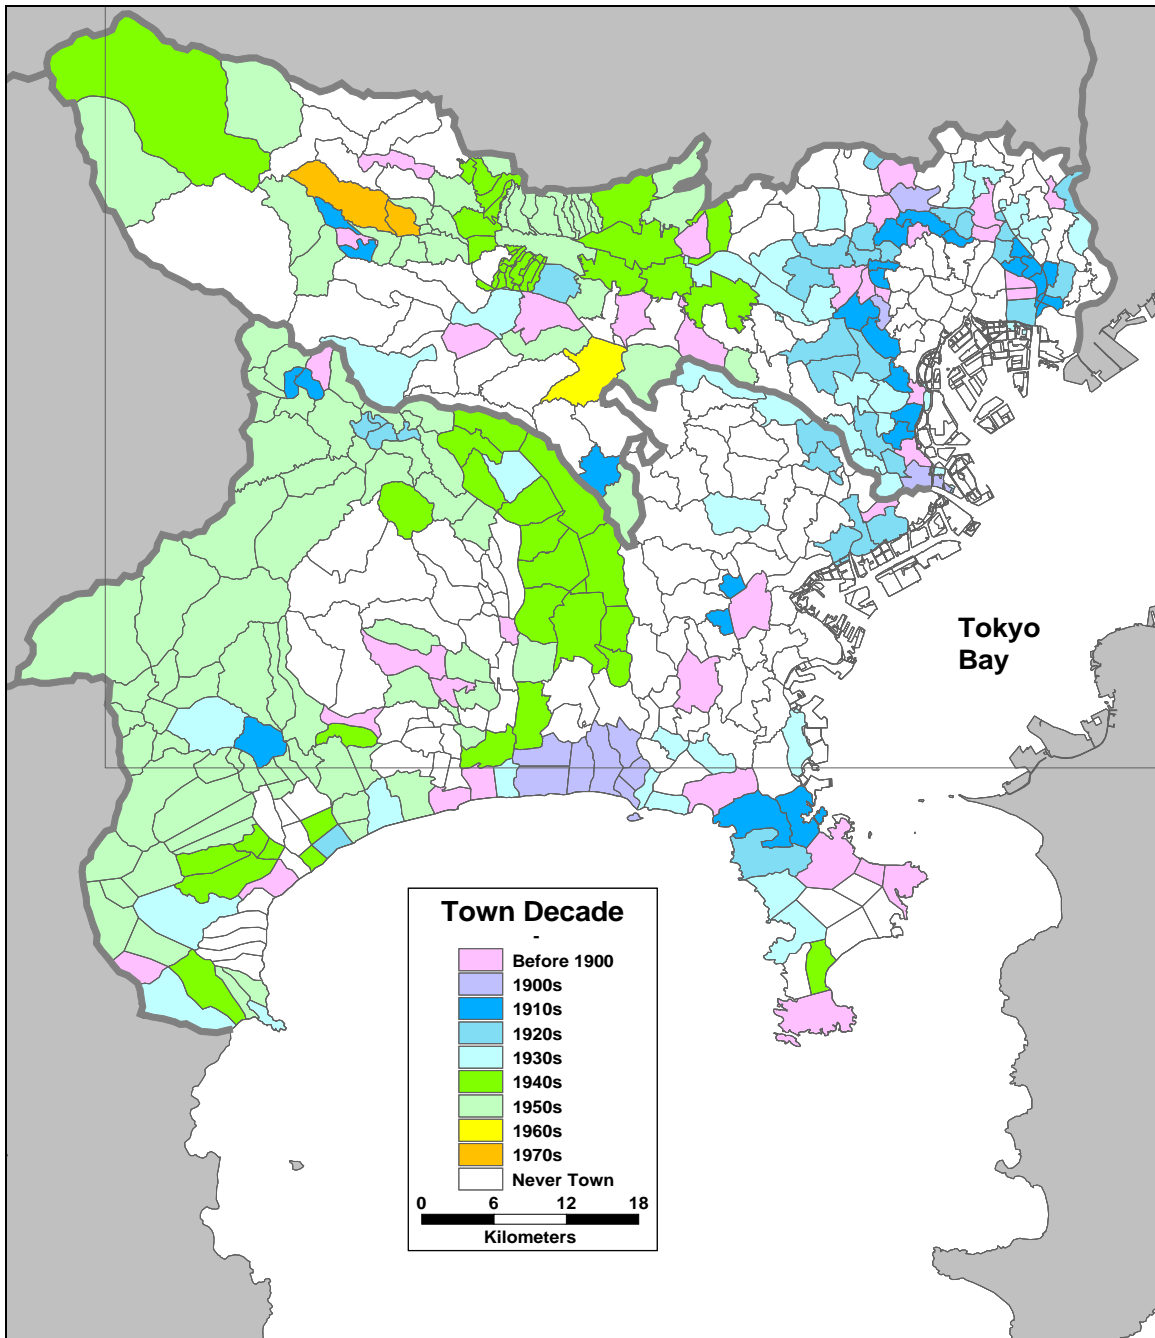 Tokyo
Bay
Town Decade
-
Before 1900
1900s
1910s
1920s
1930s
1940s
1950s
1960s
1970s
Never Town
0 6 12 18
Kilometers